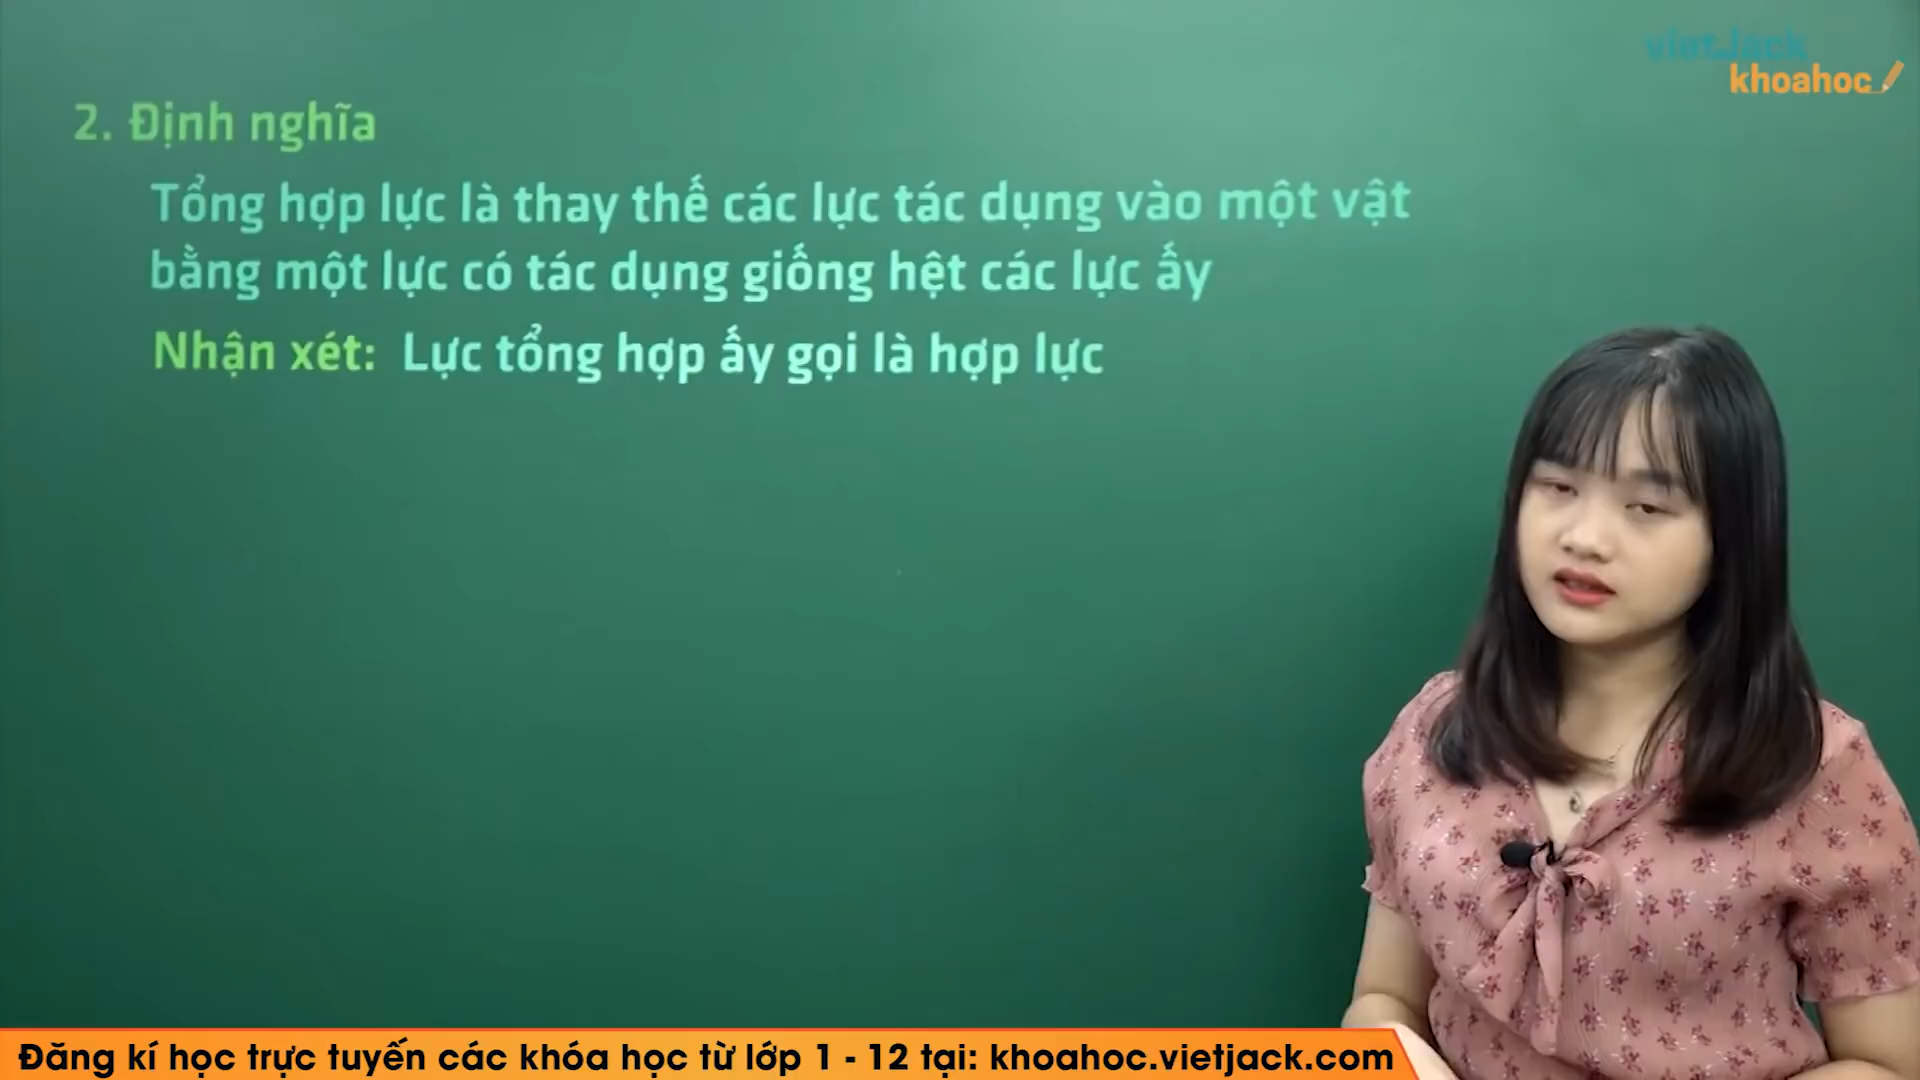 vietJack
khoahoc
2. Định nghĩa
Tổng hợp lực là thay thế các lực tác dụng vào một vật
bằng một lực có tác dụng giống hệt các lực ấy
Nhận xét: Lực tổng hợp ấy gọi là hợp lực
Đăng kí học trực tuyến các khóa học từ lớp 1 - 12 tại: khoahoc.vietjack.com